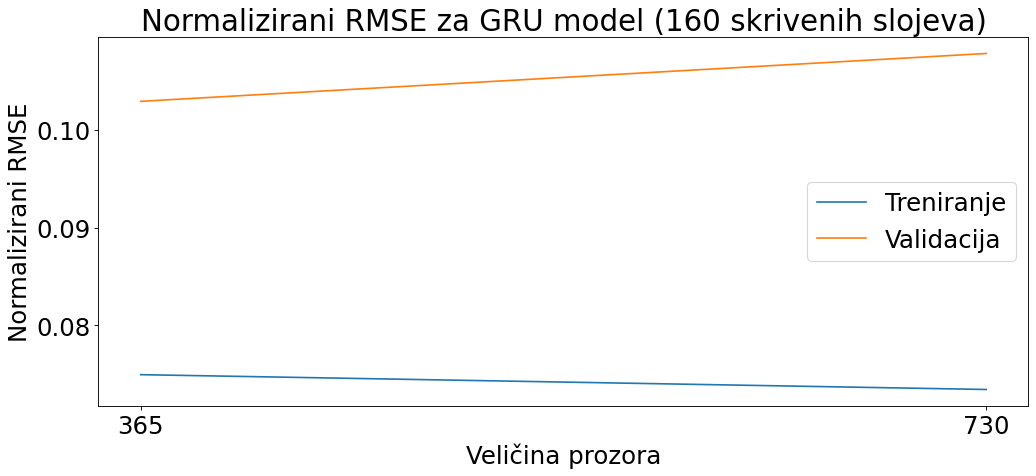 Normalizirani RMSE za GRU model (160 skrivenih slojeva)
Normalizirani RMSE
0.10
0.09
0.08
Treniranje
Validacija
365
730
Veličina prozora